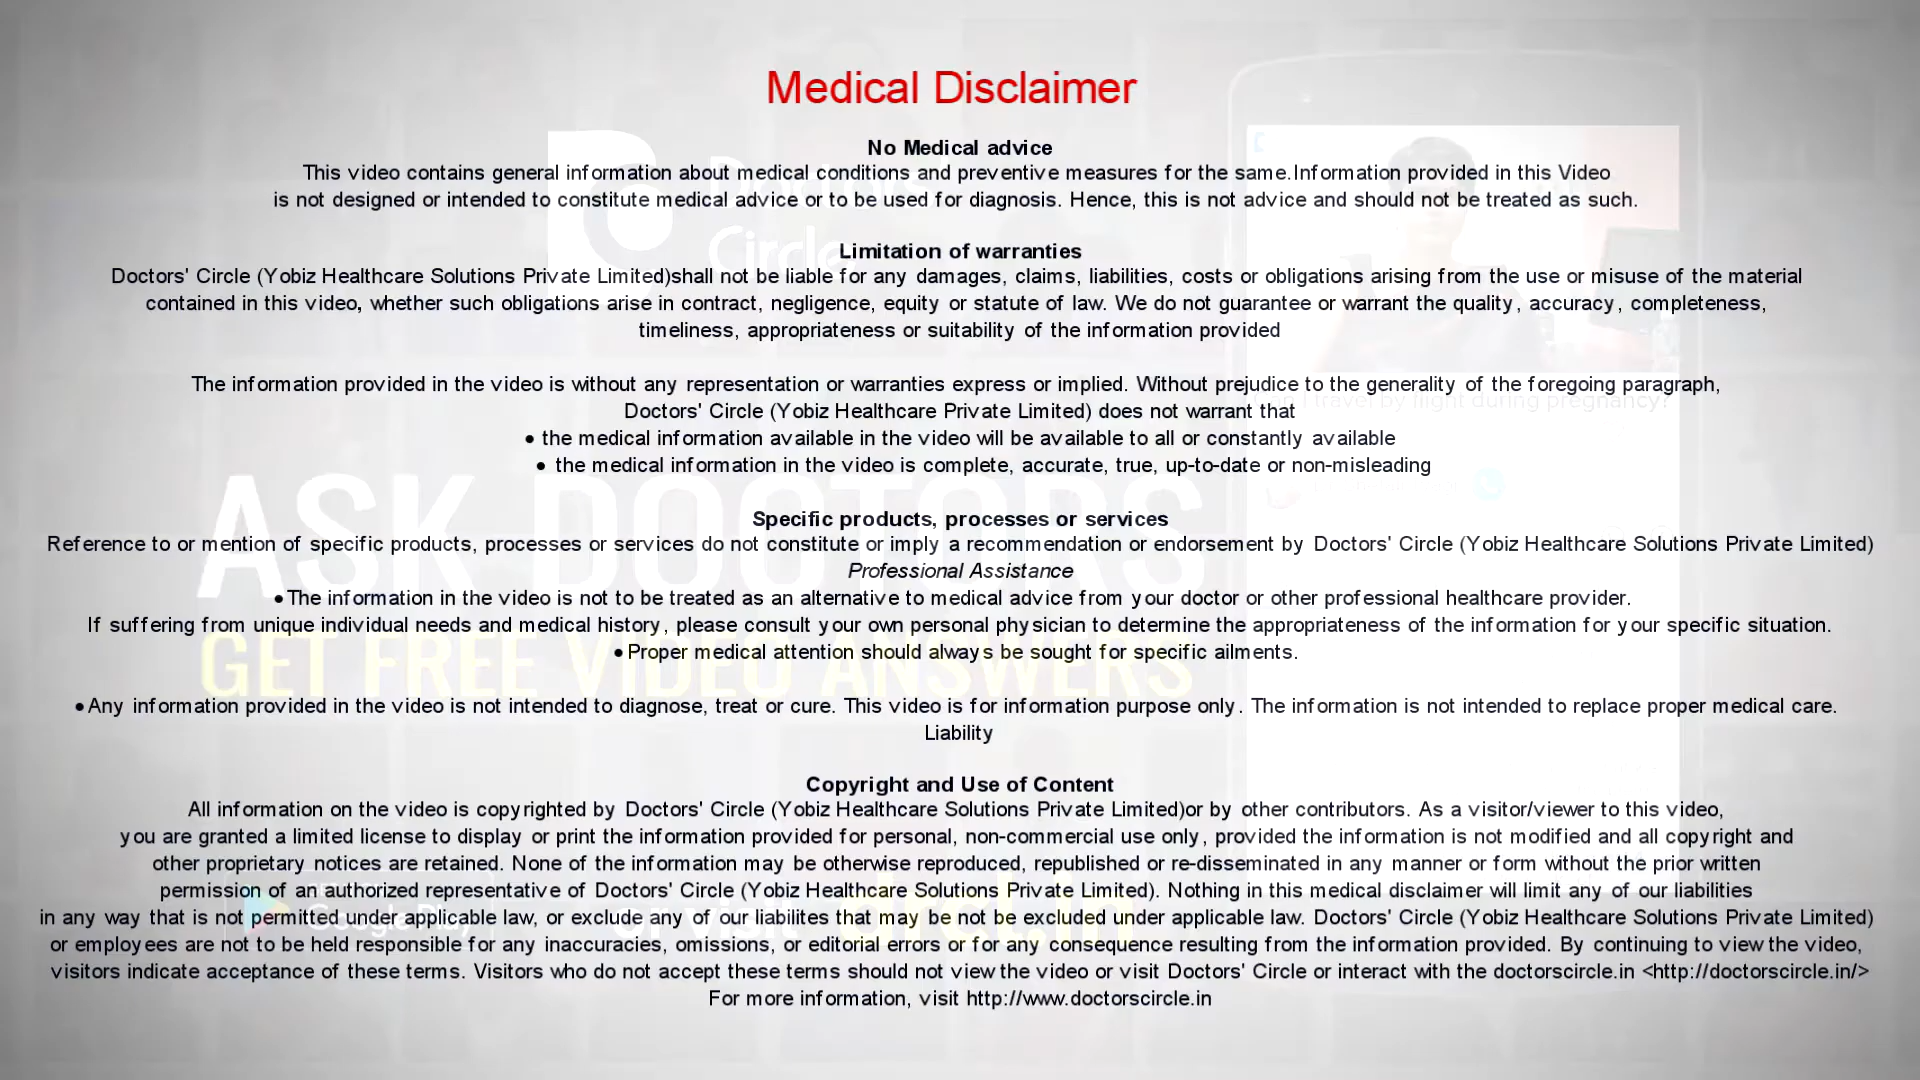 Medical Disclaimer
No Medical advice
This video contains general information about medical conditions and preventive measures for the same.Information provided in this Video
is not designed or intended to constitute medical advice or to be used for diagnosis. Hence, this is not advice and should not be treated as such.
Doctors'
Circle
Limitation of warranties
Doctors' Circle (Yobiz Healthcare Solutions Private Limited)shall not be liable for any damages, claims, liabilities, costs or obligations arising from the use or misuse of the material
contained in this video, whether such obligations arise in contract, negligence, equity or statute of law. We do not guarantee or warrant the quality, accuracy, completeness,
timeliness, appropriateness or suitability of the information provided
The information provided in the video is without any representation or warranties express or implied. Without prejudice to the generality of the foregoing paragraph,
Can I travel by flight during pregnancy?
Doctors' Circle (Yobiz Healthcare Private Limited) does not warrant that
• the medical information available in the video will be available to all or constantly available
• the medical information in the video is complete, accurate, true, up-to-date or non-misleading
ASK DOCTORS
Specific products, processes or services
Reference to or mention of specific products, processes or services do not constitute or imply a recommendation or endorsement by Doctors' Circle (Yobiz Healthcare Solutions Private Limited)
Professional Assistance
•The information in the video is not to be treated as an alternative to medical advice from your doctor or other professional healthcare provider.
If suffering from unique individual needs and medical history, please consult your own personal physician to determine the appropriateness of the information for your specific situation.
GET FREE VIDEO ANSWERS
•Proper medical attention should always be sought for specific ailments.
•Any information provided in the video is not intended to diagnose, treat or cure. This video is for information purpose only. The information is not intended to replace proper medical care.
Liability
Copyright and Use of Content
All information on the video is copyrighted by Doctors' Circle (Yobiz Healthcare Solutions Private Limited)or by other contributors. As a visitor/viewer to this video,
you are granted a limited license to display or print the information provided for personal, non-commercial use only, provided the information is not modified and all copyright and
other proprietary notices are retained. None of the information may be otherwise reproduced, republished or re-disseminated in any manner or form without the prior written
permission of an authorized representative of Doctors' Circle (Yobiz Healthcare Solutions Private Limited). Nothing in this medical disclaimer will limit any of our liabilities
in any way that is not permitted under applicable law, or exclude any of our liabilites that may be not be excluded under applicable law. Doctors' Circle (Yobiz Healthcare Solutions Private Limited)
Google Play
or visit drcl.in
or employees are not to be held responsible for any inaccuracies, omissions, or editorial errors or for any consequence resulting from the information provided. By continuing to view the video,
visitors indicate acceptance of these terms. Visitors who do not accept these terms should not view the video or visit Doctors' Circle or interact with the doctorscircle.in <http://doctorscircle.in/>
For more information, visit http://www.doctorscircle.in